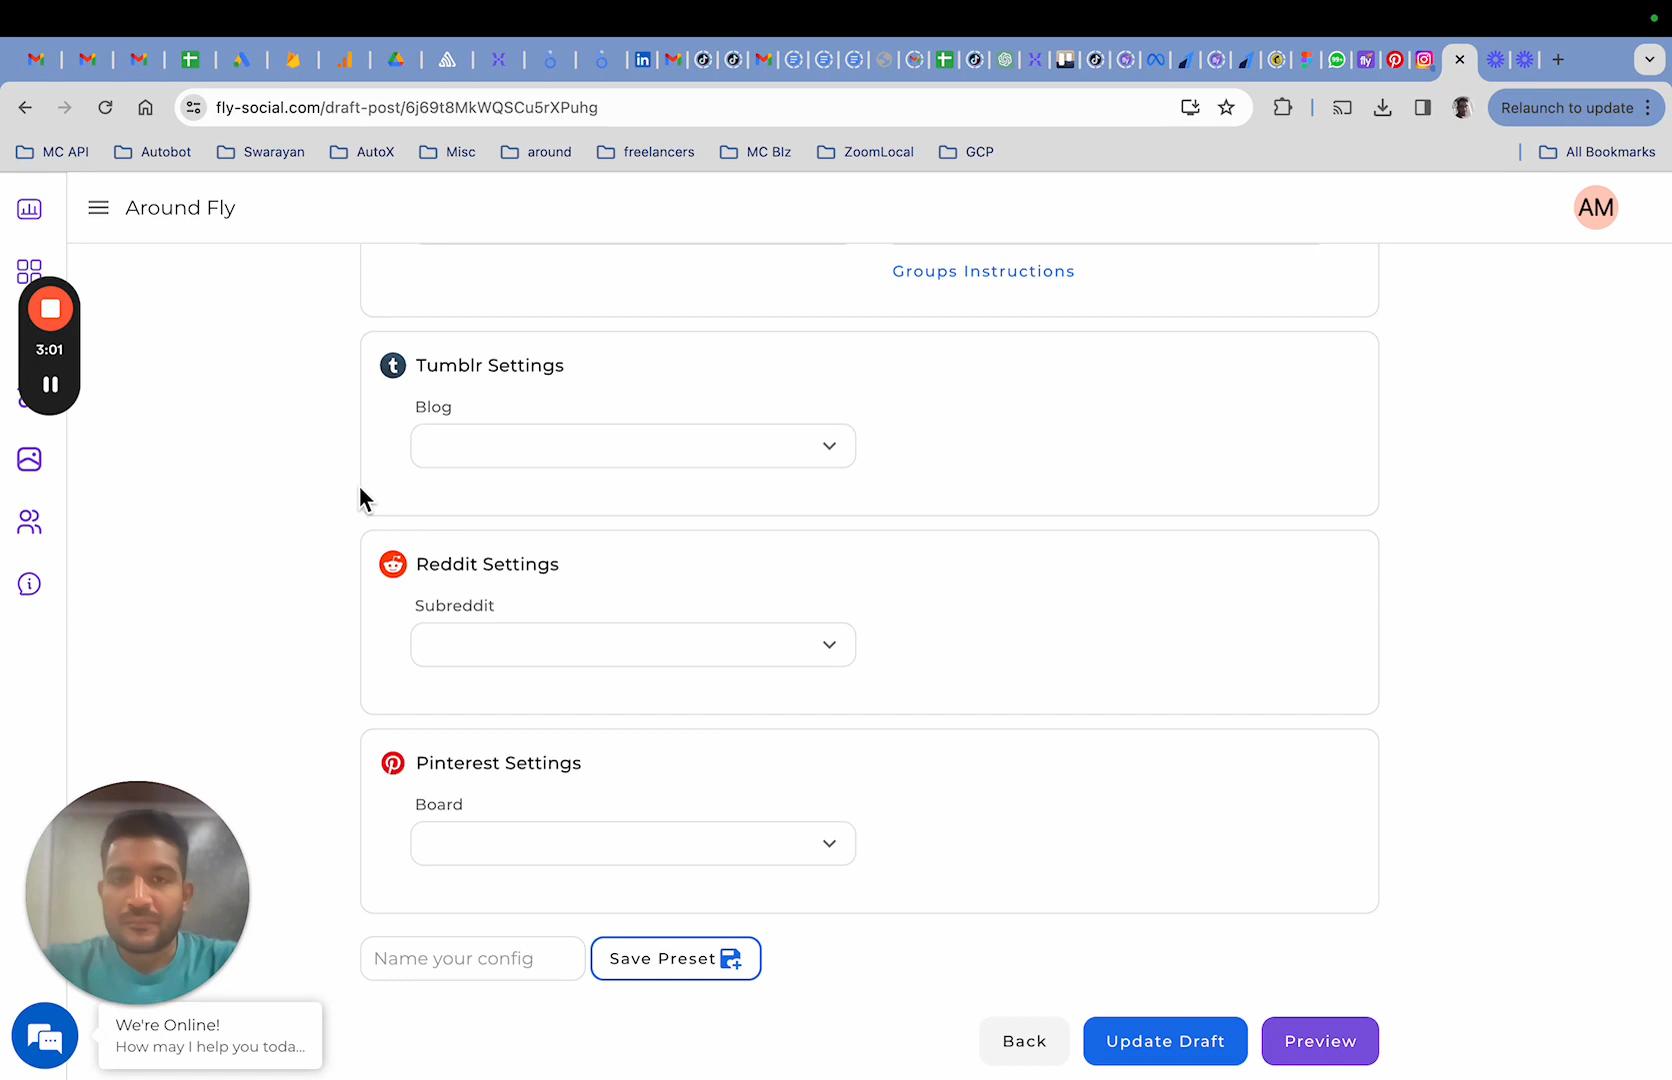 fly-social.com/draft-post/6j69t8MkWQSCu5rXPuhg
Relaunch to update
MC API
Autobot
Swarayan
AutoX
Misc
around
freelancers
MC BIz
ZoomLocal
GCP
All Bookmarks
Around Fly
AM
Groups Instructions
3:01
Tumblr Settings
Blog
Reddit Settings
Subreddit
Pinterest Settings
Board
Name your config
Save Preset
We're Online!
How may I help you toda...
Back
Update Draft
Preview